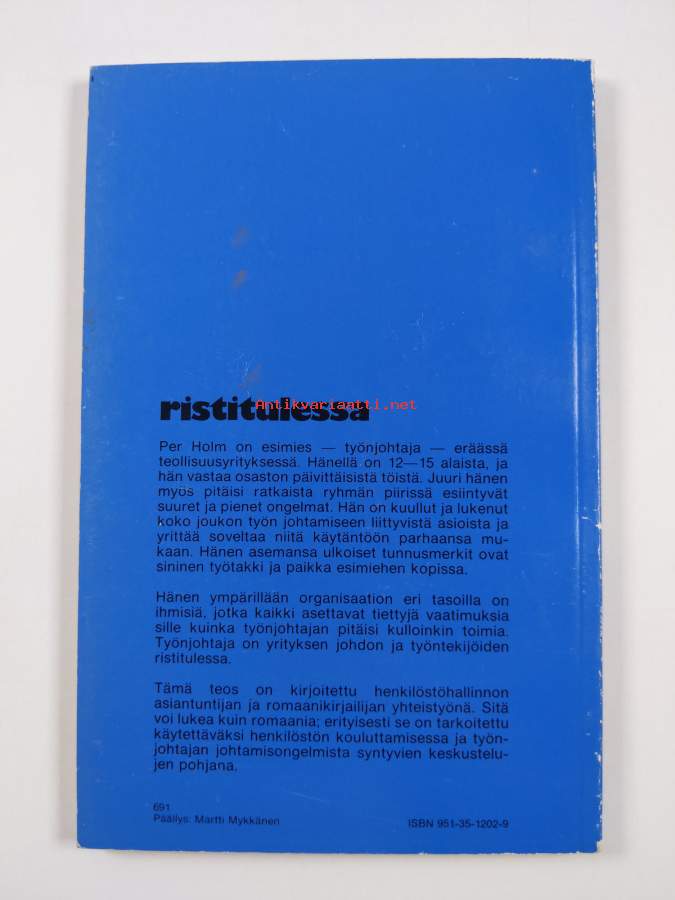 ristitulessa
Antikvariaatti.net
Per Holm on esimies — työnjohtaja — eräässä
teollisuusyrityksessä. Hänellä on 12—15 alaista, ja
hän vastaa osaston päivittäisistä töistä. Juuri hänen
myös pitäisi ratkaista ryhmän piirissä esiintyvät
suuret ja pienet ongelmat. Hän on kuullut ja lukenut
koko joukon työn johtamiseen liittyvistä asioista ja
yrittää soveltaa niitä käytäntöön parhaansa mu-
kaan. Hänen asemansa ulkoiset tunnusmerkit ovat
sininen työtakki ja paikka esimiehen kopissa.
Hänen ympärillään organisaation eri tasoilla on
ihmisiä, jotka kaikki asettavat tiettyjä vaatimuksia
sille kuinka työnjohtajan pitäisi kulloinkin toimia.
Työnjohtaja on yrityksen johdon ja työntekijöiden
ristitulessa.
Tämä teos on kirjoitettu henkilöstöhallinnon
asiantuntijan ja romaanikirjailijan yhteistyönä. Sitä
voi lukea kuin romaania; erityisesti se on tarkoitettu
käytettäväksi henkilöstön kouluttamisessa ja työn-
johtajan johtamisongelmista syntyvien keskustelu-
jen pohjana.
691
Päällys: Martti Mykkänen
ISBN 951-35-1202-9